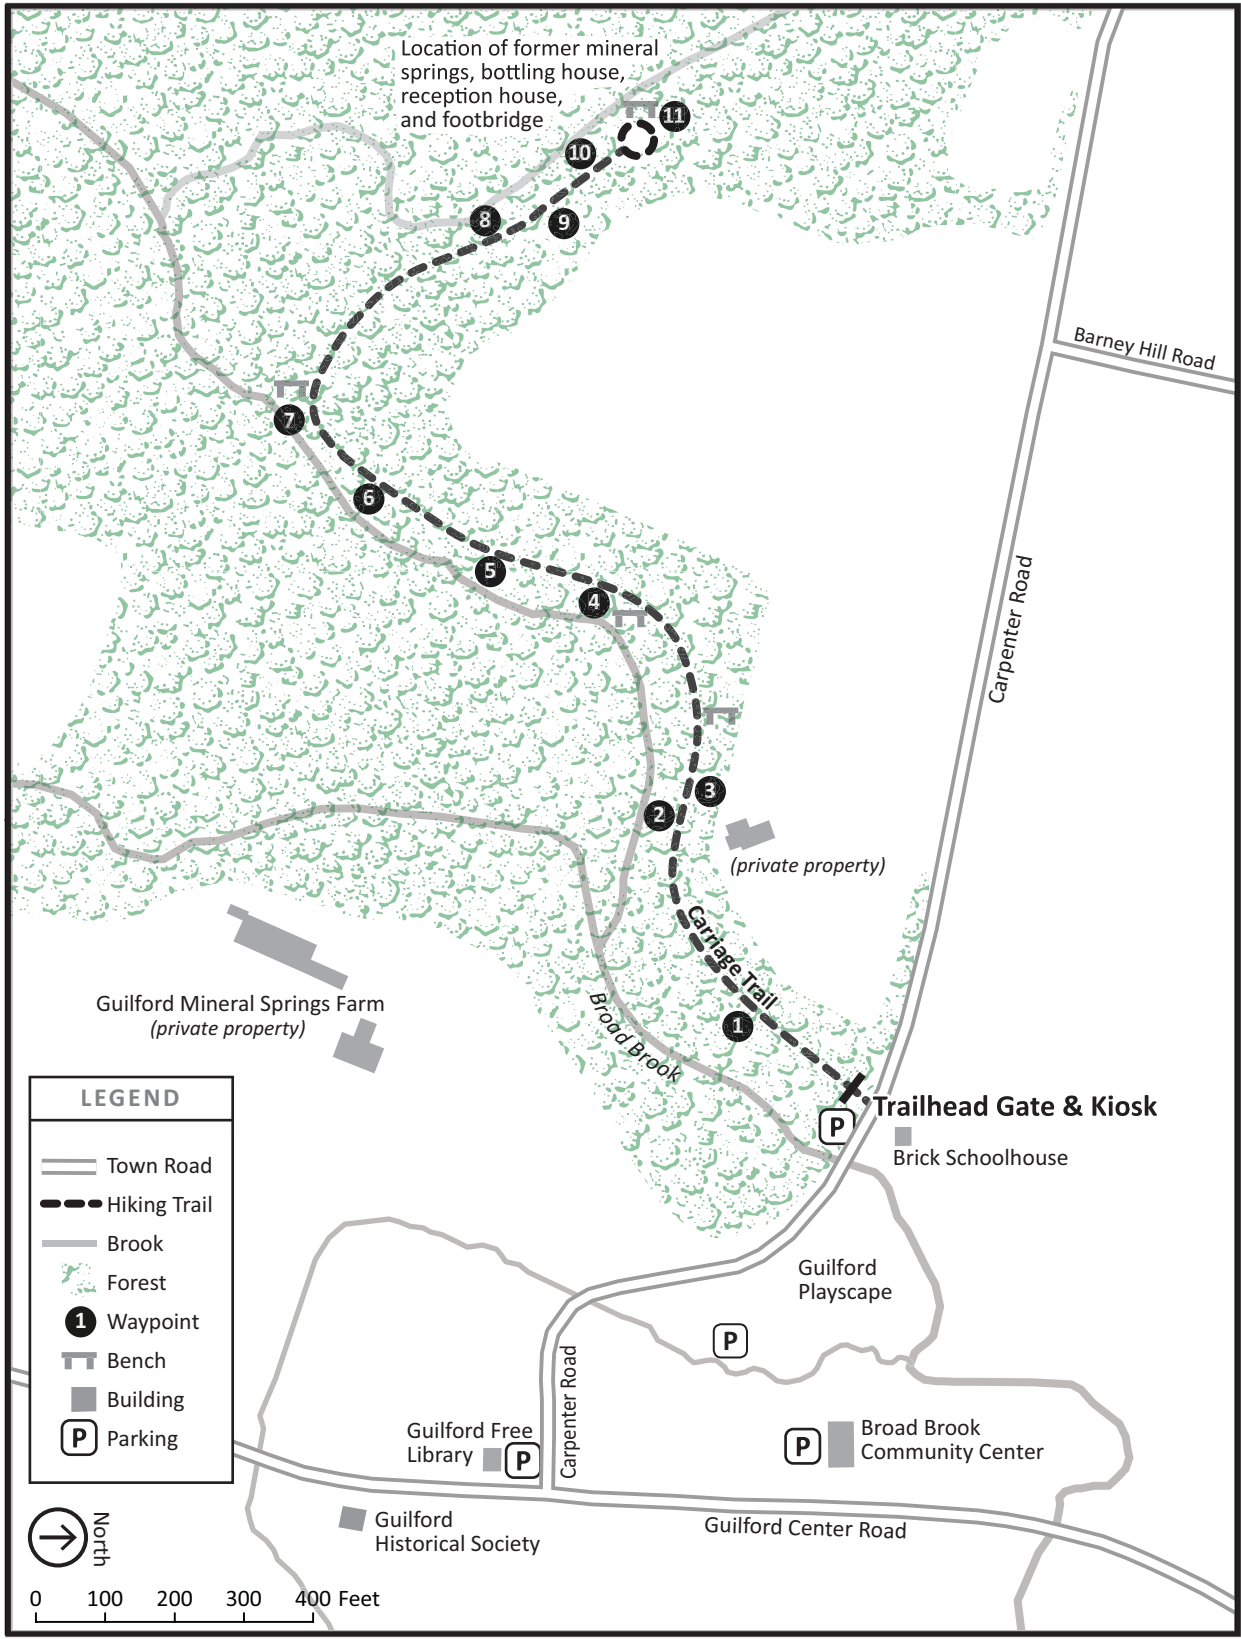 Location of former mineral
springs, bottling house,
reception house,
and footbridge
11
10
8
9
Barney Hill Road
7
6
5
4
Carpenter Road
3
2
(private property)
Carriage Trail
Guilford Mineral Springs Farm
(private property)
Broad Brook
1
Trailhead Gate & Kiosk
P
Brick Schoolhouse
LEGEND
Town Road
Hiking Trail
Brook
Forest
1 Waypoint
Bench
Building
P Parking
Guilford
Playscape
P
Carpenter Road
Guilford Free
Library
P
P
Broad Brook
Community Center
Guilford
Historical Society
Guilford Center Road
North
0 100 200 300 400 Feet